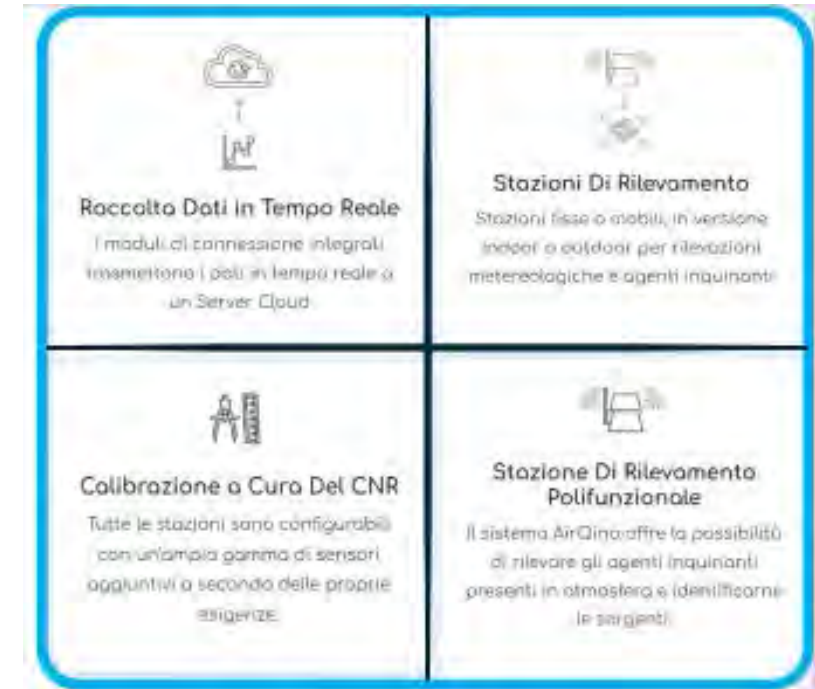 Raccolta Dati in Tempo Reale
I moduli di connessione integrati
trasmettono i dati in tempo reale a
un Server Cloud
Stazioni Di Rilevamento
Stazioni fisse o mobili, in versione
indoor o outdoor per rilevazioni
metereologiche e agenti inquinanti
Calibrazione a Cura Del CNR
Tutte le stazioni sono configurabili
con un'ampia gamma di sensori
aggiuntivi a secondo delle proprie
esigenze
Stazione Di Rilevamento
Polifunzionale
Il sistema AirQino offre la possibilità
di rilevare gli agenti inquinanti
presenti in atmosfera e identificarne
le sorgenti